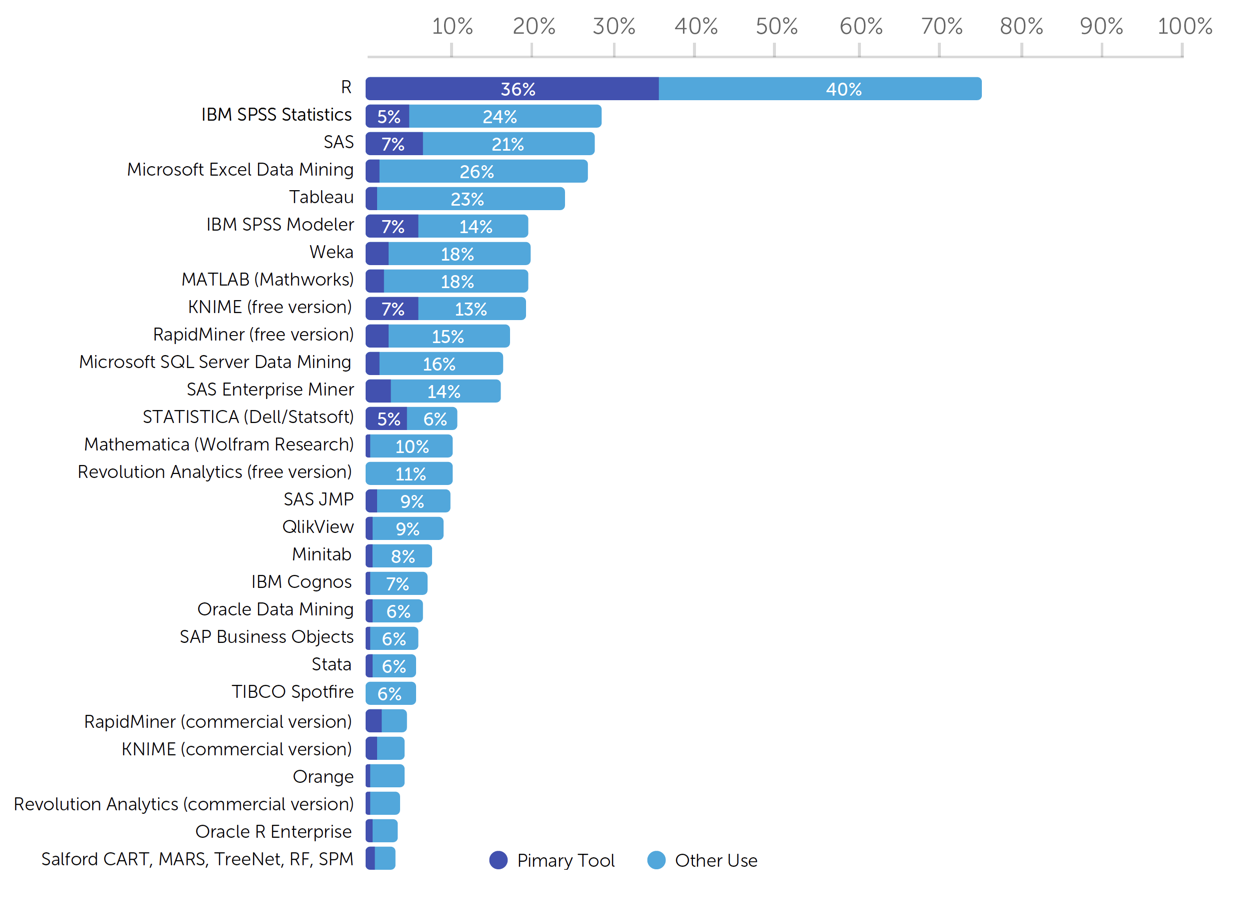 10% 20% 30% 40% 50% 60% 70% 80% 90% 100%
R 36% 40%
IBM SPSS Statistics 5% 24%
SAS 7% 21%
Microsoft Excel Data Mining 26%
Tableau 23%
IBM SPSS Modeler 7% 14%
Weka 18%
MATLAB (Mathworks) 18%
KNIME (free version) 7% 13%
RapidMiner (free version) 15%
Microsoft SQL Server Data Mining 16%
SAS Enterprise Miner 14%
STATISTICA (Dell/Statsoft) 5% 6%
Mathematica (Wolfram Research) 10%
Revolution Analytics (free version) 11%
SAS JMP 9%
QlikView 9%
Minitab 8%
IBM Cognos 7%
Oracle Data Mining 6%
SAP Business Objects 6%
Stata 6%
TIBCO Spotfire 6%
RapidMiner (commercial version)
KNIME (commercial version)
Orange
Revolution Analytics (commercial version)
Oracle R Enterprise
Salford CART, MARS, TreeNet, RF, SPM
Pimary Tool Other Use